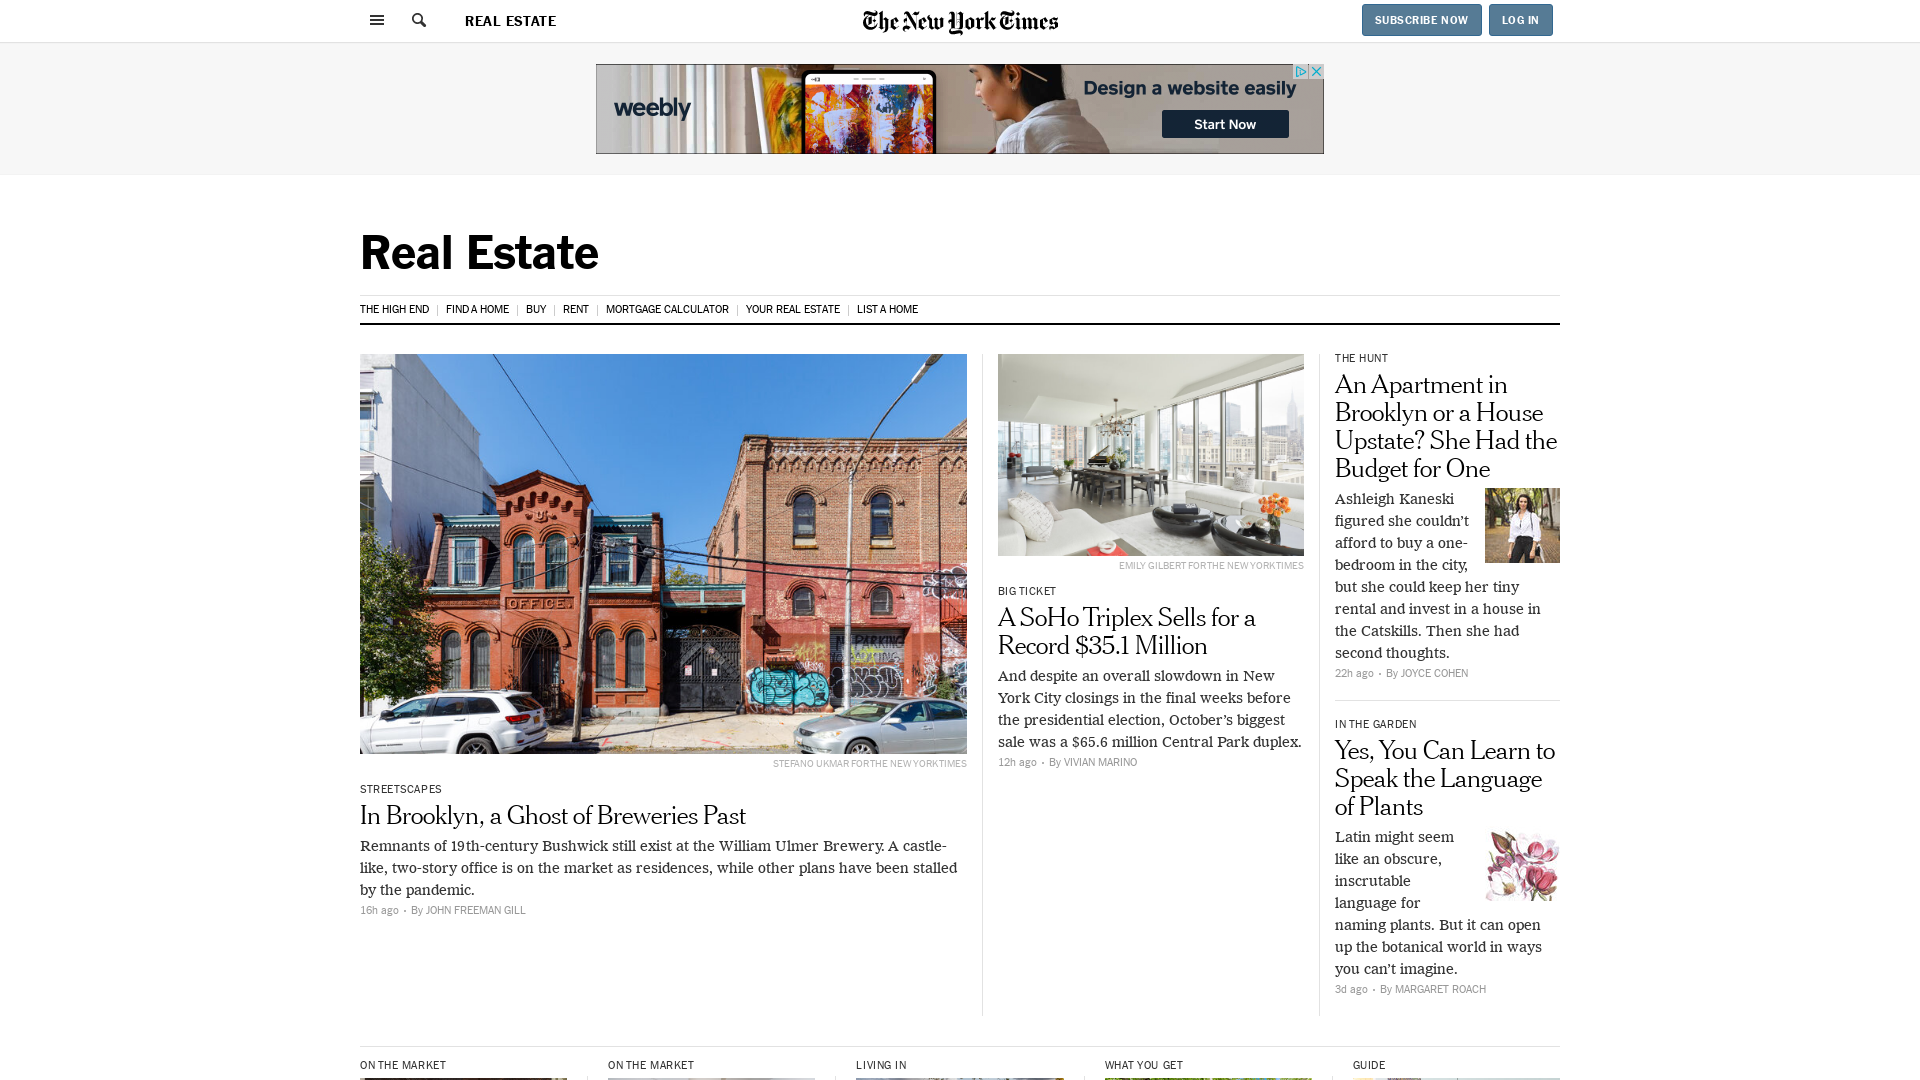 REAL ESTATE
The New York Times
SUBSCRIBE NOW
LOG IN
weebly
Design a website easily
Start Now
Real Estate
THE HIGH END
FIND A HOME
BUY
RENT
MORTGAGE CALCULATOR
YOUR REAL ESTATE
LIST A HOME
OFFICE.
NO PARKING
STEFANO UKMAR FOR THE NEW YORK TIMES
STREETSCAPES
In Brooklyn, a Ghost of Breweries Past
Remnants of 19th-century Bushwick still exist at the William Ulmer Brewery. A castle-
like, two-story office is on the market as residences, while other plans have been stalled
by the pandemic.
16h ago • By JOHN FREEMAN GILL
EMILY GILBERT FOR THE NEW YORK TIMES
BIG TICKET
A SoHo Triplex Sells for a
Record $35.1 Million
And despite an overall slowdown in New
York City closings in the final weeks before
the presidential election, October’s biggest
sale was a $65.6 million Central Park duplex.
12h ago • By VIVIAN MARINO
THE HUNT
An Apartment in
Brooklyn or a House
Upstate? She Had the
Budget for One
Ashleigh Kaneski
figured she couldn’t
afford to buy a one-
bedroom in the city,
but she could keep her tiny
rental and invest in a house in
the Catskills. Then she had
second thoughts.
22h ago • By JOYCE COHEN
IN THE GARDEN
Yes, You Can Learn to
Speak the Language
of Plants
Latin might seem
like an obscure,
inscrutable
language for
naming plants. But it can open
up the botanical world in ways
you can’t imagine.
3d ago • By MARGARET ROACH
ON THE MARKET
ON THE MARKET
LIVING IN
WHAT YOU GET
GUIDE